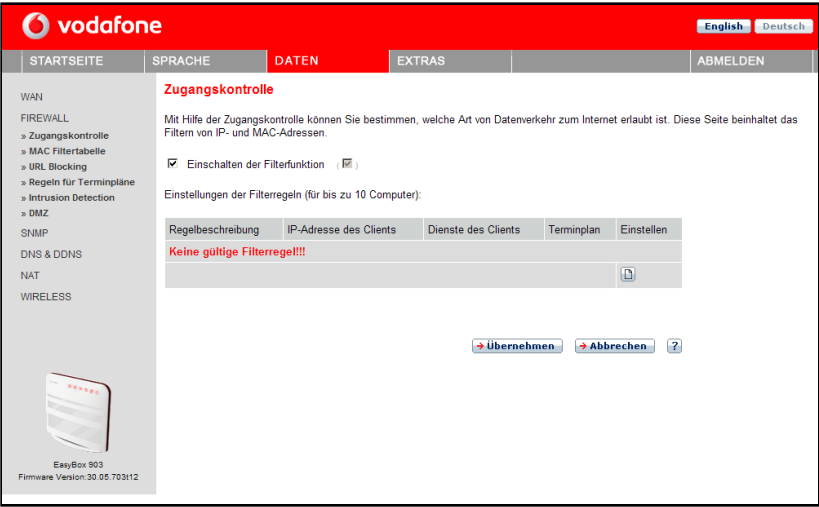 vodafone
English Deutsch
STARTSEITE SPRACHE DATEN EXTRAS ABMELDEN
WAN
FIREWALL
» Zugangskontrolle
» MAC Filtertabelle
» URL Blocking
» Regeln für Terminpläne
» Intrusion Detection
» DMZ
SNMP
DNS & DDNS
NAT
WIRELESS
EasyBox 903
Firmware Version:30.05.703t12
Zugangskontrolle
Mit Hilfe der Zugangskontrolle können Sie bestimmen, welche Art von Datenverkehr zum Internet erlaubt ist. Diese Seite beinhaltet das
Filtern von IP- und MAC-Adressen.
Einschalten der Filterfunktion ( )
Einstellungen der Filterregeln (für bis zu 10 Computer):
Regelbeschreibung IP-Adresse des Clients Dienste des Clients Terminplan Einstellen
Keine gültige Filterregel!!!
Übernehmen Abbrechen ?